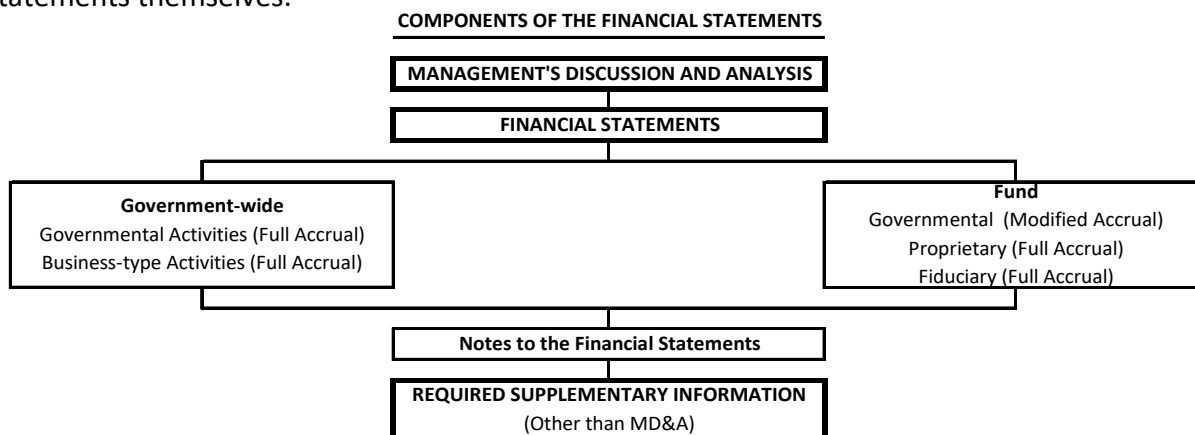 statements themselves.
COMPONENTS OF THE FINANCIAL STATEMENTS
MANAGEMENT'S DISCUSSION AND ANALYSIS
FINANCIAL STATEMENTS
Government-wide
Governmental Activities (Full Accrual)
Business-type Activities (Full Accrual)
Fund
Governmental (Modified Accrual)
Proprietary (Full Accrual)
Fiduciary (Full Accrual)
Notes to the Financial Statements
REQUIRED SUPPLEMENTARY INFORMATION
(Other than MD&A)